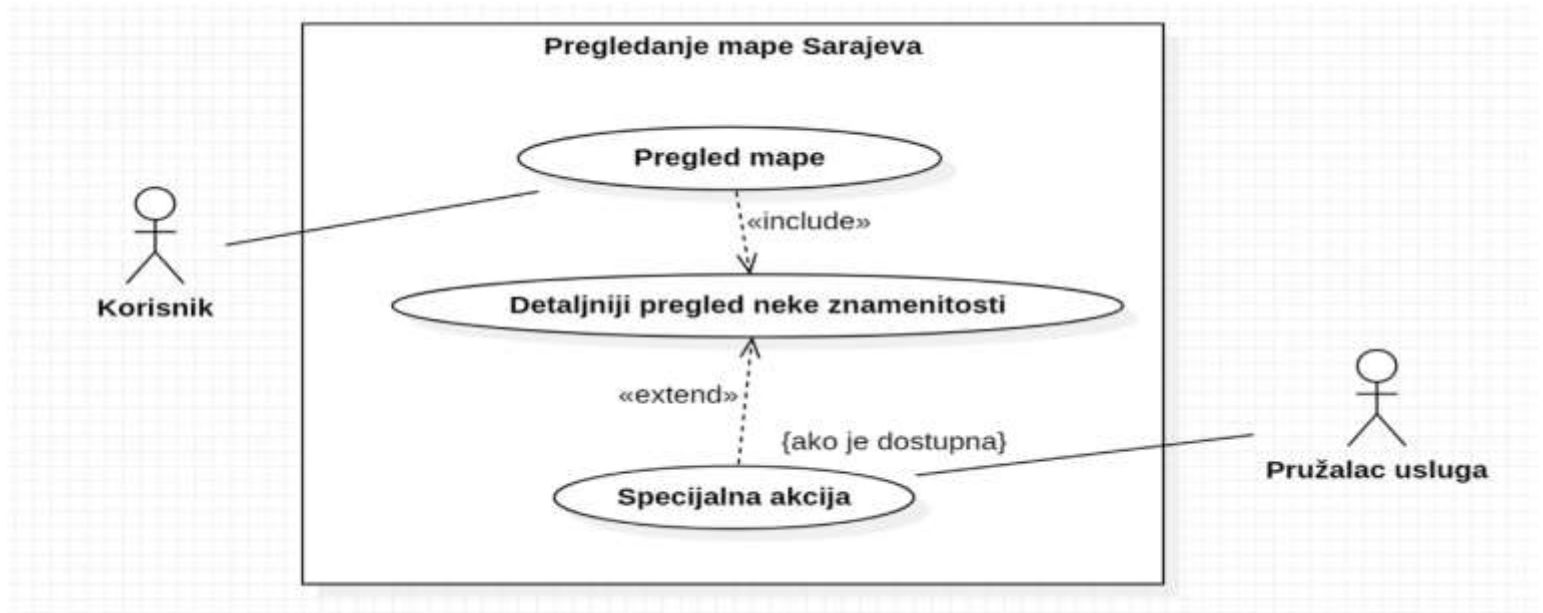 Pregledanje mape Sarajeva
Pregled mape
«include»
Korisnik
Detaljniji pregled neke znamenitosti
«extend»
{ako je dostupna}
Pružalac usluga
Specijalna akcija